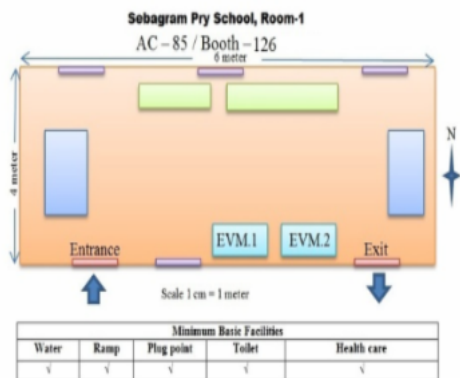 Sebagram Pry School, Room-1
AC – 85 / Booth –126
6 meter
4 meter
N
EVM.1 EVM.2
Entrance Exit
Scale 1 cm = 1 meter
Minimum Basic Facilities
Water Ramp Plug point Toilet Health care
√ √ √ √ √